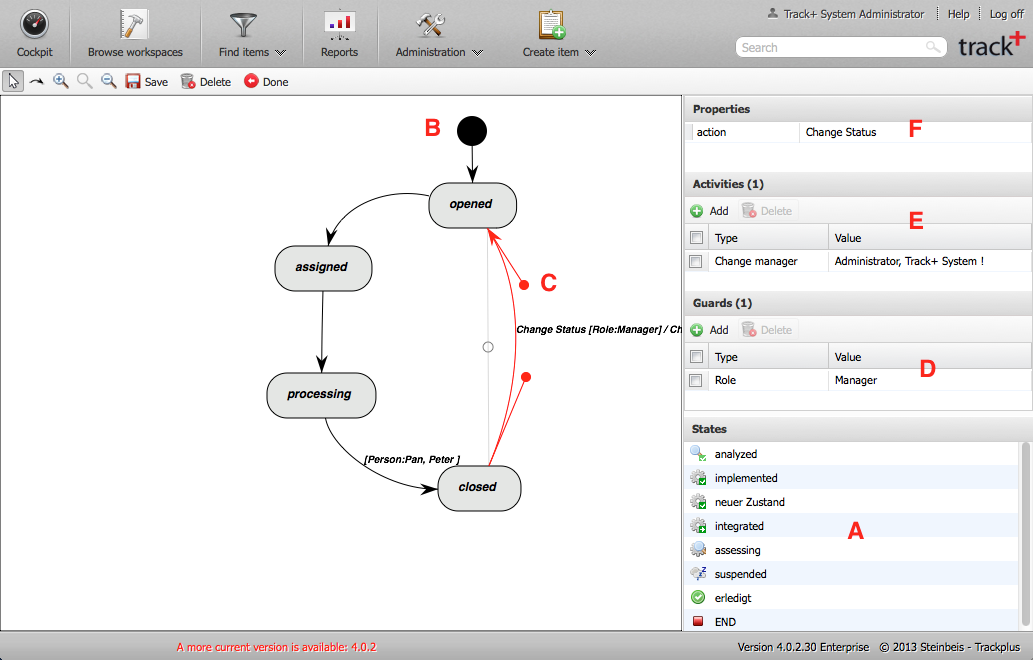 Track+ System Administrator Help Log off
Cockpit Browse workspaces Find items Reports Administration Create item
Search
track+
Save Delete Done
B
opened
assigned
C
Change Status [Role:Manager] / Ch
processing
[Person:Pan, Peter ]
closed
Properties
action Change Status
F
Activities (1)
Add Delete
E
Type Value
Change manager Administrator, Track+ System !
Guards (1)
Add Delete
Type Value
D
Role Manager
States
analyzed
implemented
neuer Zustand
integrated
A
assessing
suspended
erledigt
END
A more current version is available: 4.0.2
Version 4.0.2.30 Enterprise © 2013 Steinbeis - Trackplus